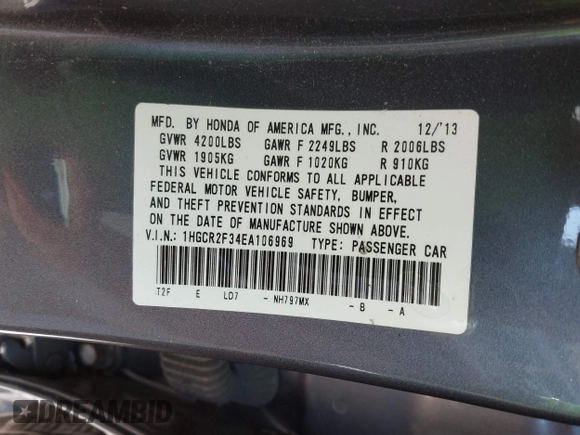 MFD. BY HONDA OF AMERICA MFG., INC. 12/'13
GVWR 4200LBS GAWR F 2249LBS R 2006LBS
GVWR 1905KG GAWR F 1020KG R 910KG
THIS VEHICLE CONFORMS TO ALL APPLICABLE
FEDERAL MOTOR VEHICLE SAFETY, BUMPER,
AND THEFT PREVENTION STANDARDS IN EFFECT
ON THE DATE OF MANUFACTURE SHOWN ABOVE.
V.I.N.: 1HGCR2F34EA106969 TYPE: PASSENGER CAR
T2F E LD7 -NH797MX -B -A
DREAMBID